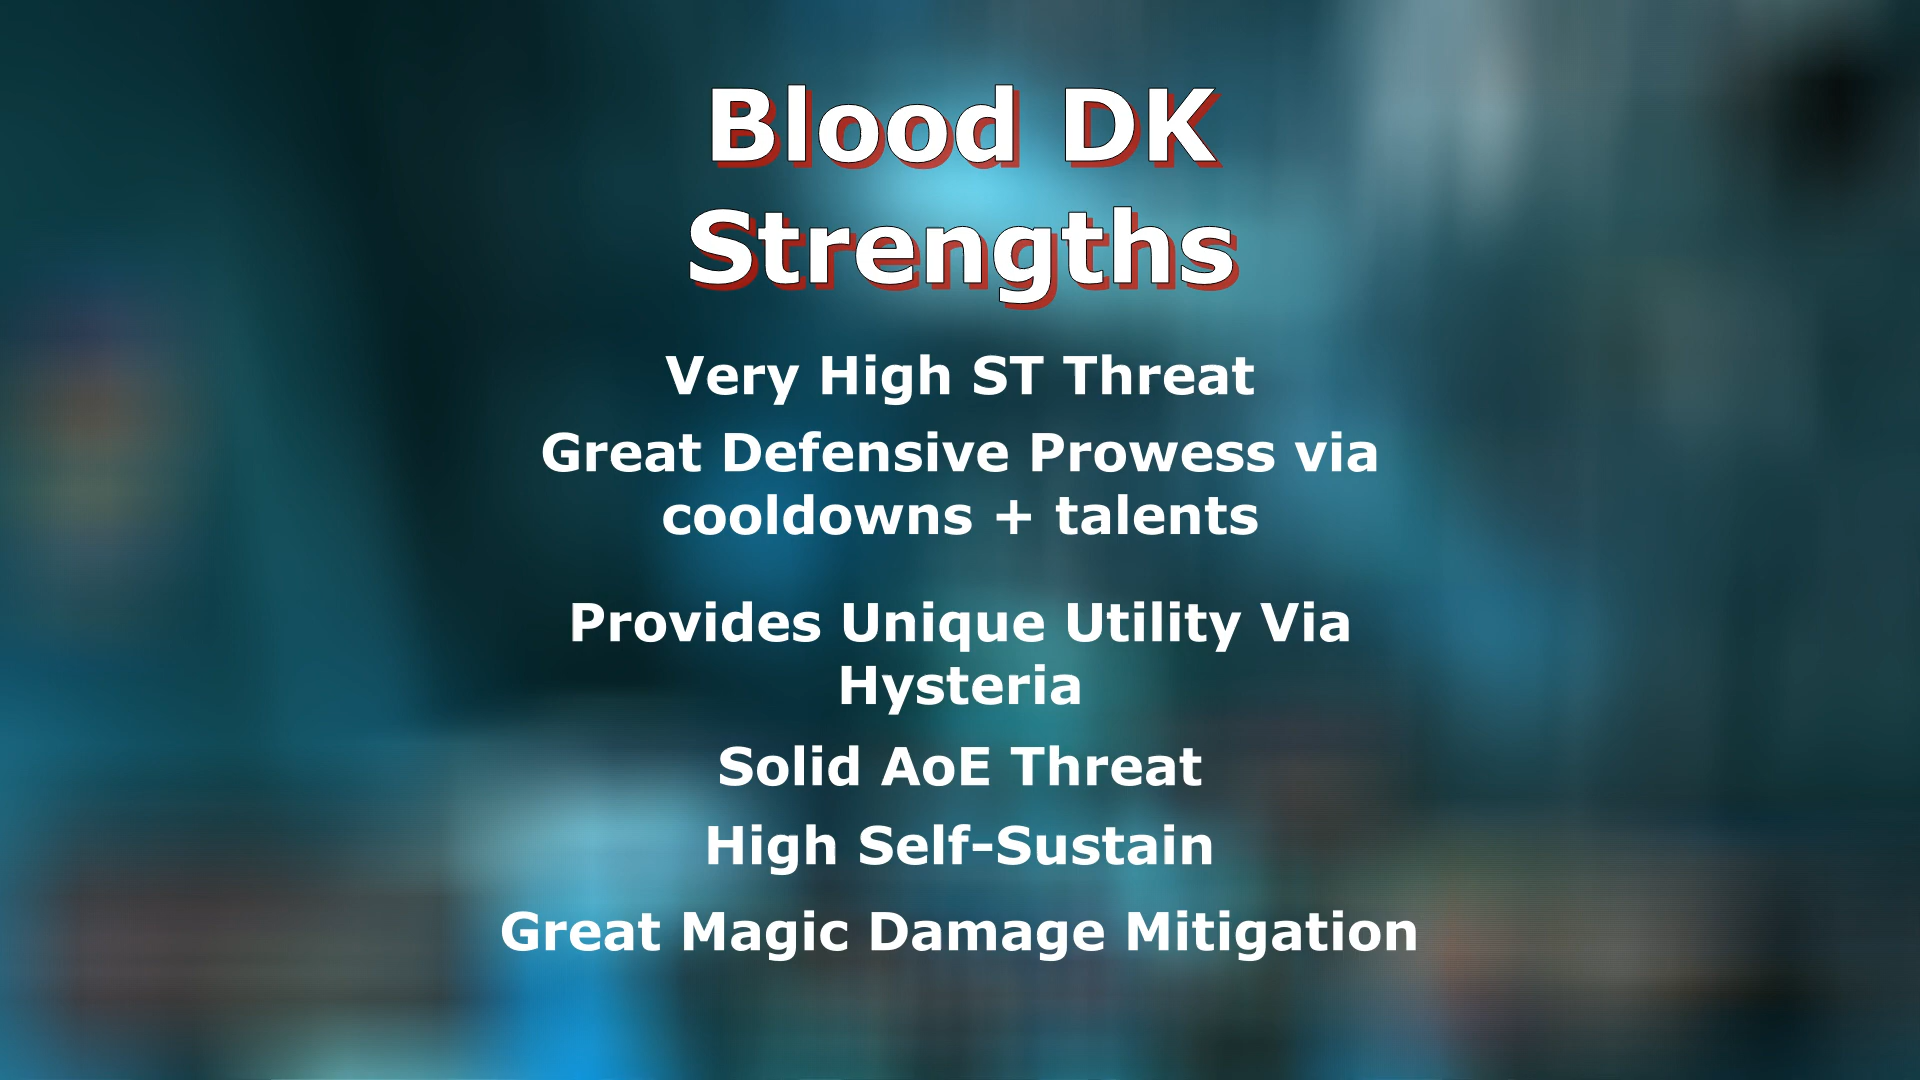 Blood DK
Strengths
Very High ST Threat
Great Defensive Prowess via
cooldowns + talents
Provides Unique Utility Via
Hysteria
Solid AoE Threat
High Self-Sustain
Great Magic Damage Mitigation